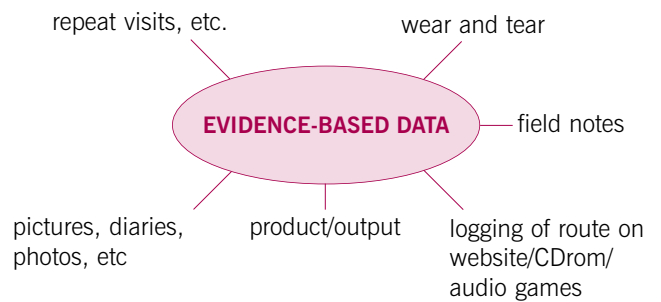 repeat visits, etc.
wear and tear
EVIDENCE-BASED DATA
field notes
pictures, diaries,
photos, etc
product/output
logging of route on
website/CDrom/
audio games